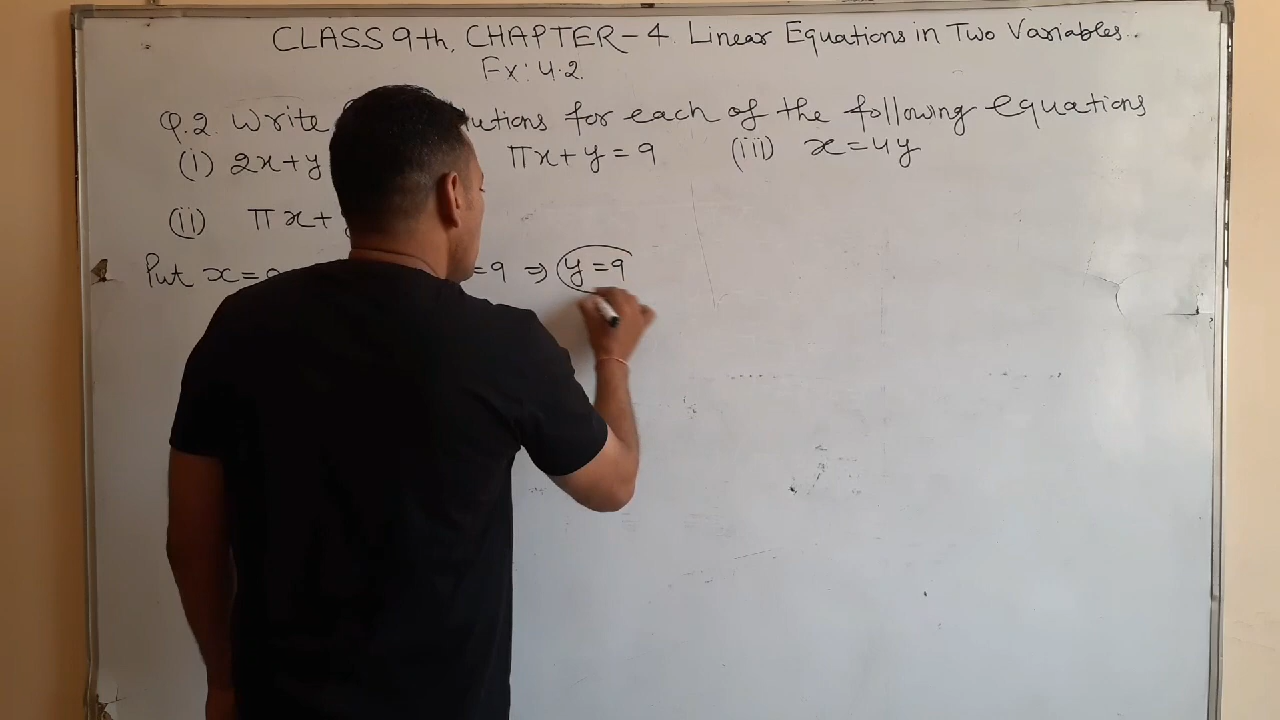 CLASS 9th, CHAPTER-4. Linear Equations in Two Variables..
Ex: 4.2.
Q.2. Write utions for each of the following equations
(i) 2x+y πx+y=9 (iii) x=4y
(ii) πx+
Put x=0 =9 ⇒ y=9